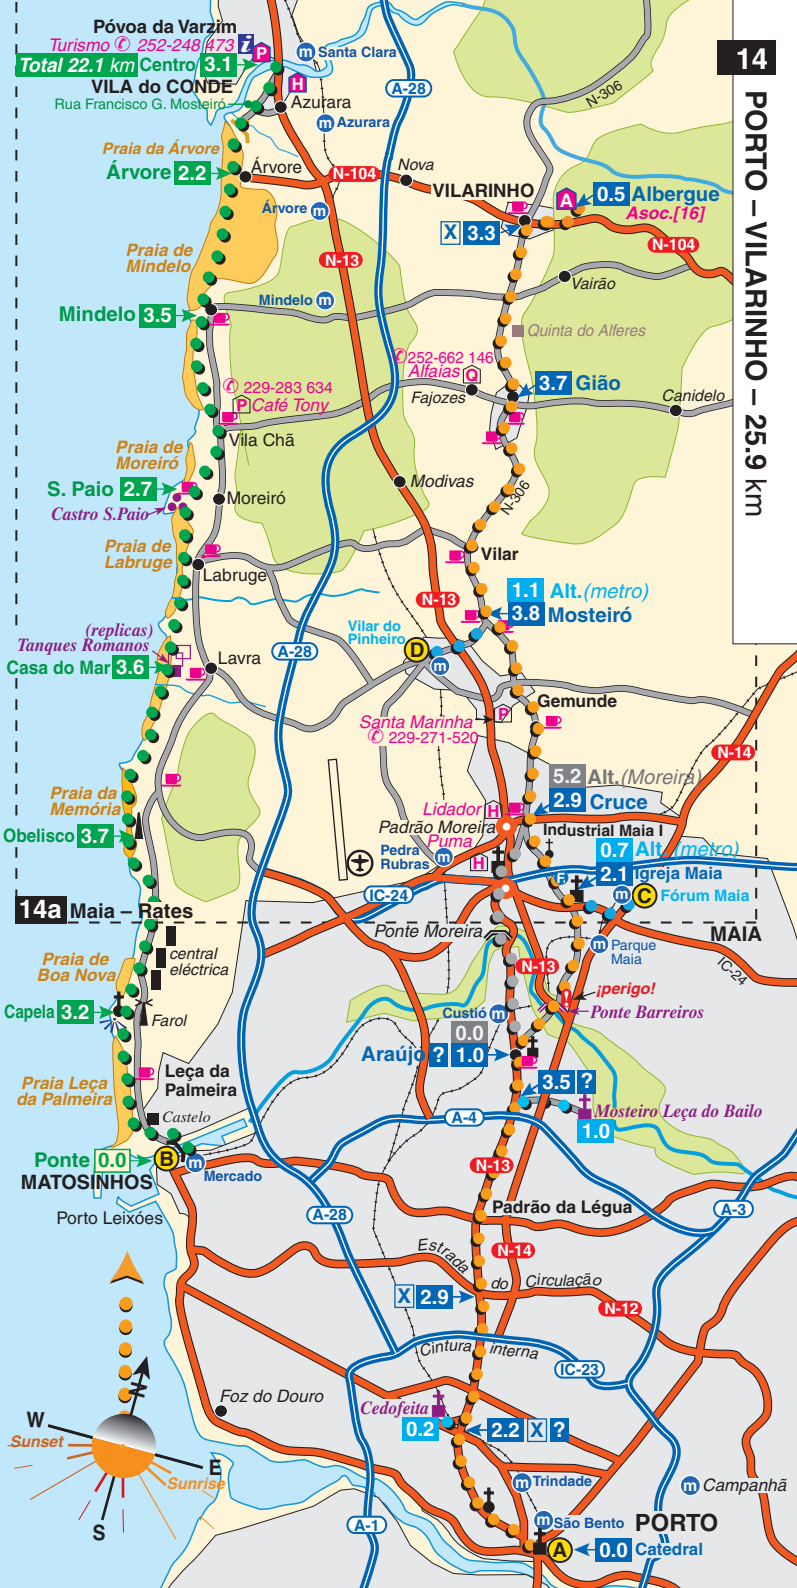 Póvoa da Varzim
Turismo ✆ 252-248 473 i P
Total 22.1 km Centro 3.1
VILA do CONDE
Rua Francisco G. Mosteiró
H
Azurara
m Santa Clara
m Azurara
A-28
N-306
14
PORTO – VILARINHO – 25.9 km
Praia da Árvore
Árvore 2.2
Árvore
N-104
Nova
VILARINHO
A
0.5 Albergue
Asoc.[16]
Árvore m
X 3.3
N-104
Praia de
Mindelo
N-13
Vairão
Mindelo m
Mindelo 3.5
Quinta do Alferes
✆252-662 146
Alfaias Q
Fajozes
3.7 Gião
Canidelo
✆ 229-283 634
P Café Tony
Vila Chã
Praia de
Moreiró
S. Paio 2.7
Castro S.Paio
Moreiró
Modivas
N-306
Praia de
Labruge
Labruge
Vilar
1.1 Alt.(metro)
3.8 Mosteiró
N-13
(replicas)
Tanques Romanos
Casa do Mar 3.6
Lavra
A-28
Vilar do
Pinheiro
D
m
Gemunde
Santa Marinha P
✆ 229-271-520
N-14
5.2 Alt.(Moreira)
2.9 Cruce
Praia da
Memória
Obelisco 3.7
Lidador H
Padrão Moreira
Puma
H
Pedra
Rubras
m
Industrial Maia I
0.7 Alt. (metro)
2.1 Igreja Maia
F
m C Fórum Maia
IC-24
14a Maia – Rates
MAIA
Ponte Moreira
m Parque
Maia
IC-24
Praia de
Boa Nova
central
eléctrica
N-13
¡perigo!
!
Ponte Barreiros
Capela 3.2
Farol
Custió m
0.0
Araújo ? 1.0
Praia Leça
da Palmeira
Leça da
Palmeira
Castelo
3.5 ?
Mosteiro Leça do Bailo
1.0
A-4
Ponte 0.0 B
m Mercado
MATOSINHOS
N-13
Porto Leixóes
A-28
Padrão da Légua
A-3
N-14
Estrada do Circulação
X 2.9
N-12
Cintura interna
IC-23
N
Foz do Douro
Cedofeita
0.2
2.2 X ?
W
Sunset
E
Sunrise
S
m Trindade
m Campanhã
A-1
m São Bento
PORTO
A 0.0 Catedral